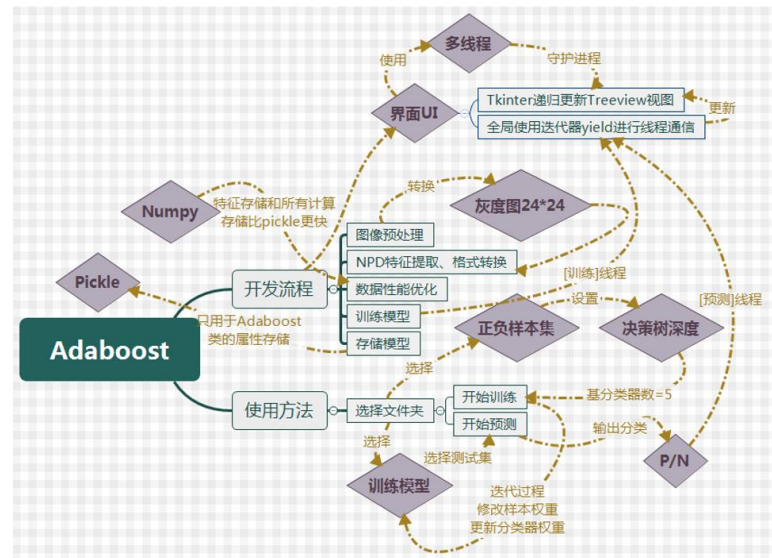 多线程
使用
守护进程
Tkinter递归更新Treeview视图
界面UI
更新
全局使用迭代器yield进行线程通信
转换
Numpy
特征存储和所有计算
存储比pickle更快
灰度图24*24
图像预处理
NPD特征提取、格式转换
[训练]线程
Pickle
开发流程
数据性能优化
设置
[预测]线程
只用于Adaboost
类的属性存储
训练模型
正负样本集
决策树深度
存储模型
Adaboost
选择
开始训练
基分类器数=5
使用方法
选择文件夹
开始预测
输出分类
选择
选择测试集
P/N
训练模型
迭代过程
修改样本权重
更新分类器权重